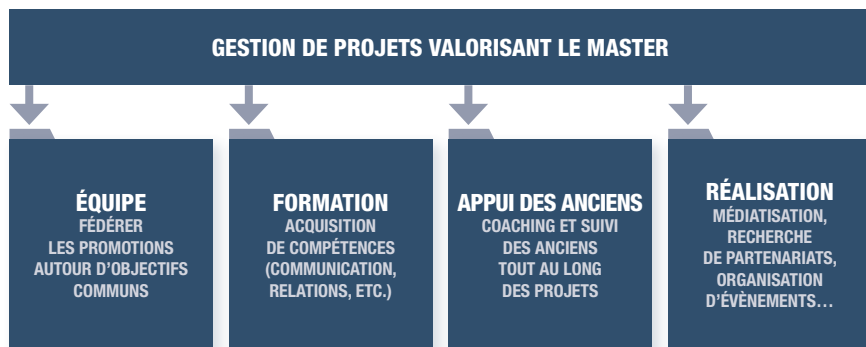 GESTION DE PROJETS VALORISANT LE MASTER
ÉQUIPE
FÉDÉRER
LES PROMOTIONS
AUTOUR D'OBJECTIFS
COMMUNS
FORMATION
ACQUISITION
DE COMPÉTENCES
(COMMUNICATION,
RELATIONS, ETC.)
APPUI DES ANCIENS
COACHING ET SUIVI
DES ANCIENS
TOUT AU LONG
DES PROJETS
RÉALISATION
MÉDIATISATION,
RECHERCHE
DE PARTENARIATS,
ORGANISATION
D'ÉVÈNEMENTS…